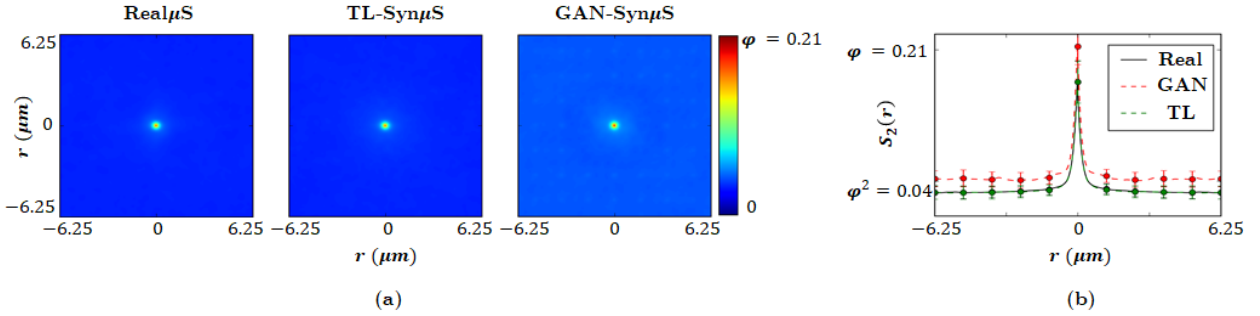 RealμS
TL-SynμS
GAN-SynμS
6.25
0
−6.25
r (μm)
−6.25 0 6.25
−6.25 0 6.25
−6.25 0 6.25
r (μm)
φ = 0.21
0
(a)
φ = 0.21
φ² = 0.04
S₂(r)
Real
GAN
TL
−6.25 0 6.25
r (μm)
(b)